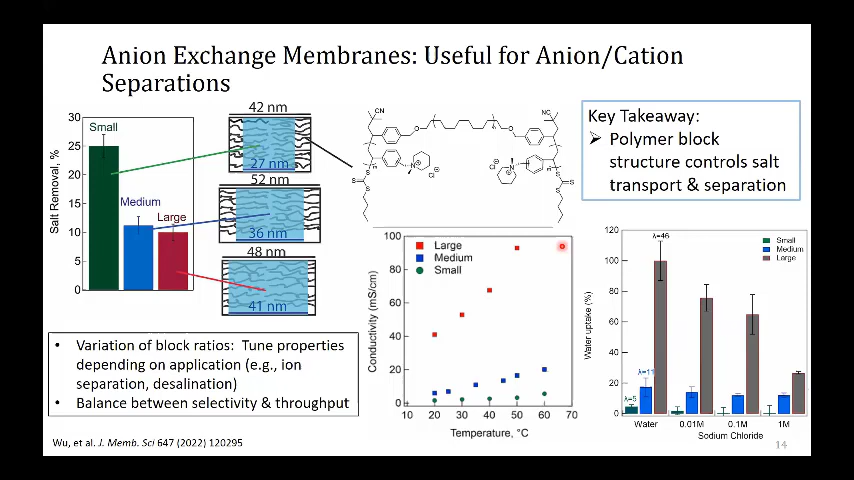 Anion Exchange Membranes: Useful for Anion/Cation
Separations
30
25
20
15
10
5
0
Salt Removal, %
Small
Medium
Large
42 nm
27 nm
52 nm
36 nm
48 nm
41 nm
CN
O
O
CN
n
m
m
N
Cl
Cl
N
S
S
S
S
S
S
Key Takeaway:
➢ Polymer block
structure controls salt
transport & separation
• Variation of block ratios: Tune properties
depending on application (e.g., ion
separation, desalination)
• Balance between selectivity & throughput
Large
Medium
Small
100
80
60
40
20
0
Conductivity (mS/cm)
10 20 30 40 50 60 70
Temperature, °C
120
100
80
60
40
20
0
Water uptake (%)
λ=46
λ=11
λ=5
Small
Medium
Large
Water 0.01M 0.1M 1M
Sodium Chloride
Wu, et al. J. Memb. Sci 647 (2022) 120295
14